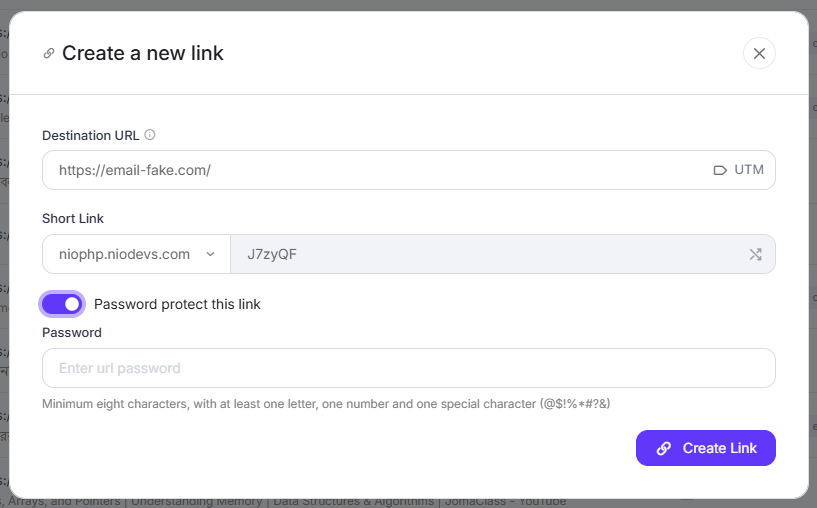 Create a new link
Destination URL
https://email-fake.com/
UTM
Short Link
niophp.niodevs.com
J7zyQF
Password protect this link
Password
Enter url password
Minimum eight characters, with at least one letter, one number and one special character (@$!%*#?&)
Create Link
s, Arrays, and Pointers | Understanding Memory | Data Structures & Algorithms | JomaClass - YouTube